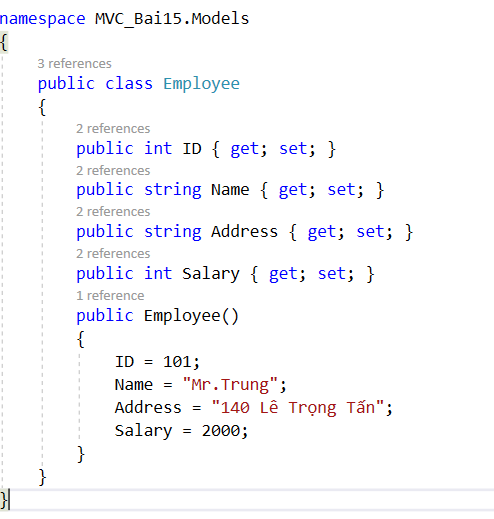 namespace MVC_Bai15.Models
{
3 references
public class Employee
{
2 references
public int ID { get; set; }
2 references
public string Name { get; set; }
2 references
public string Address { get; set; }
2 references
public int Salary { get; set; }
1 reference
public Employee()
{
ID = 101;
Name = "Mr.Trung";
Address = "140 Lê Trọng Tấn";
Salary = 2000;
}
}
}